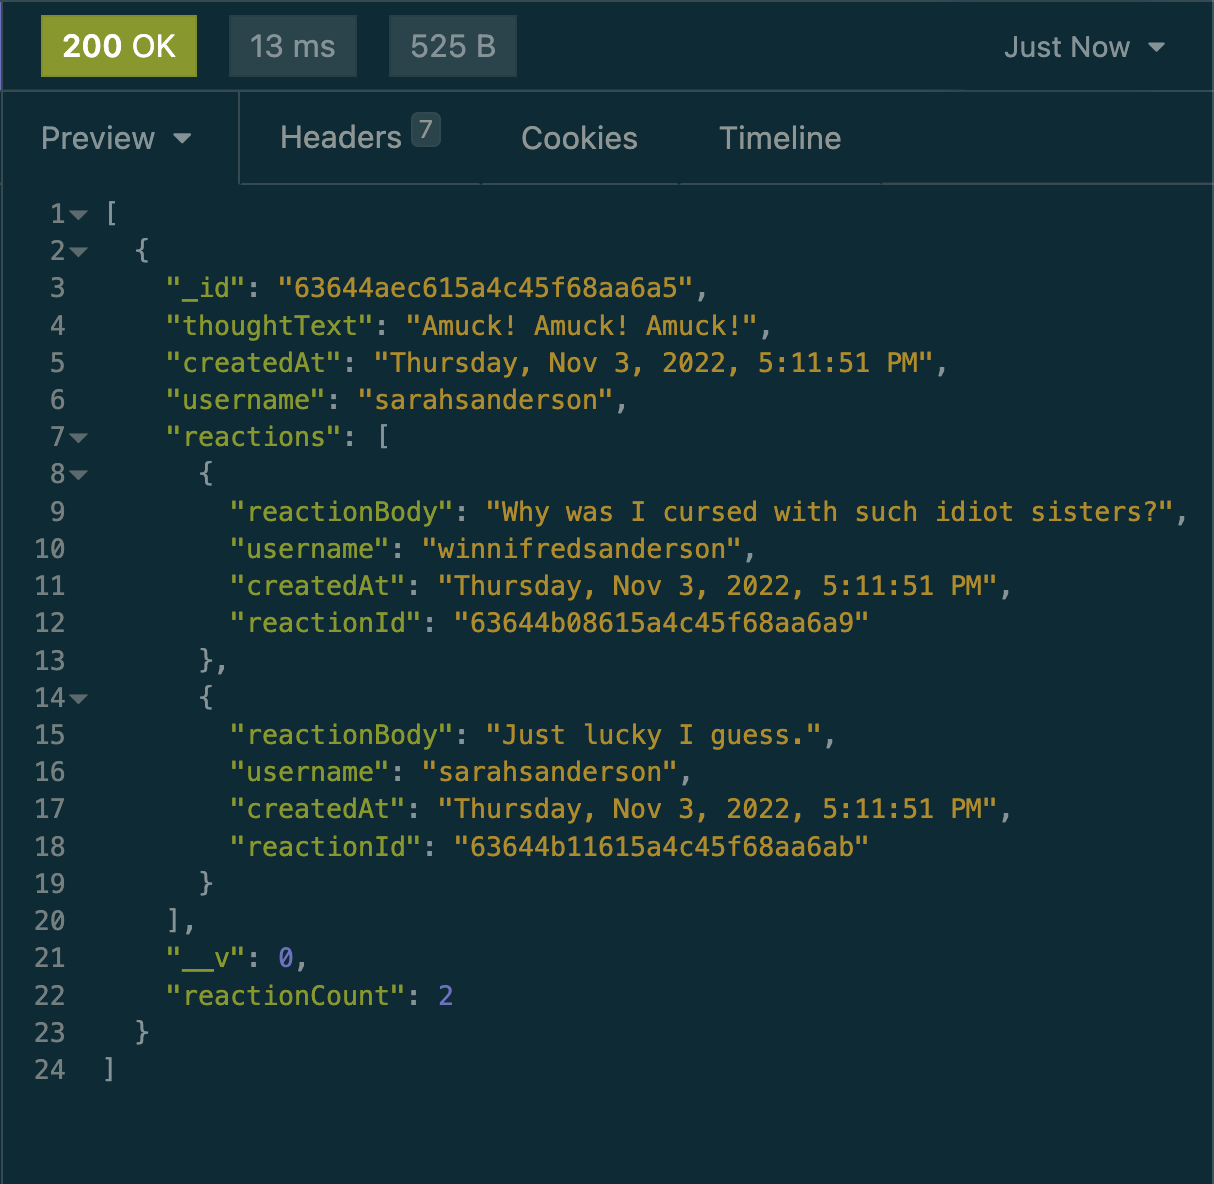 200 OK 13 ms 525 B Just Now
Preview Headers 7 Cookies Timeline
1 [
2 {
3 "_id": "63644aec615a4c45f68aa6a5",
4 "thoughtText": "Amuck! Amuck! Amuck!",
5 "createdAt": "Thursday, Nov 3, 2022, 5:11:51 PM",
6 "username": "sarahsanderson",
7 "reactions": [
8 {
9 "reactionBody": "Why was I cursed with such idiot sisters?",
10 "username": "winnifredsanderson",
11 "createdAt": "Thursday, Nov 3, 2022, 5:11:51 PM",
12 "reactionId": "63644b08615a4c45f68aa6a9"
13 },
14 {
15 "reactionBody": "Just lucky I guess.",
16 "username": "sarahsanderson",
17 "createdAt": "Thursday, Nov 3, 2022, 5:11:51 PM",
18 "reactionId": "63644b11615a4c45f68aa6ab"
19 }
20 ],
21 "__v": 0,
22 "reactionCount": 2
23 }
24 ]